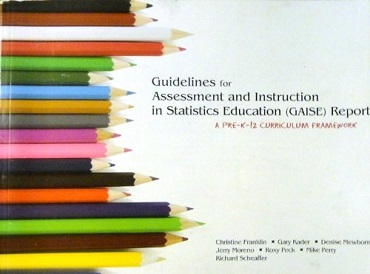 Guidelines for
Assessment and Instruction
in Statistics Education (GAISE) Report
A PRE-K-12 CURRICULUM FRAMEWORK
Christine Franklin ▪ Gary Kader ▪ Denise Mewborn
Jerry Moreno ▪ Roxy Peck ▪ Mike Perry
Richard Scheaffer